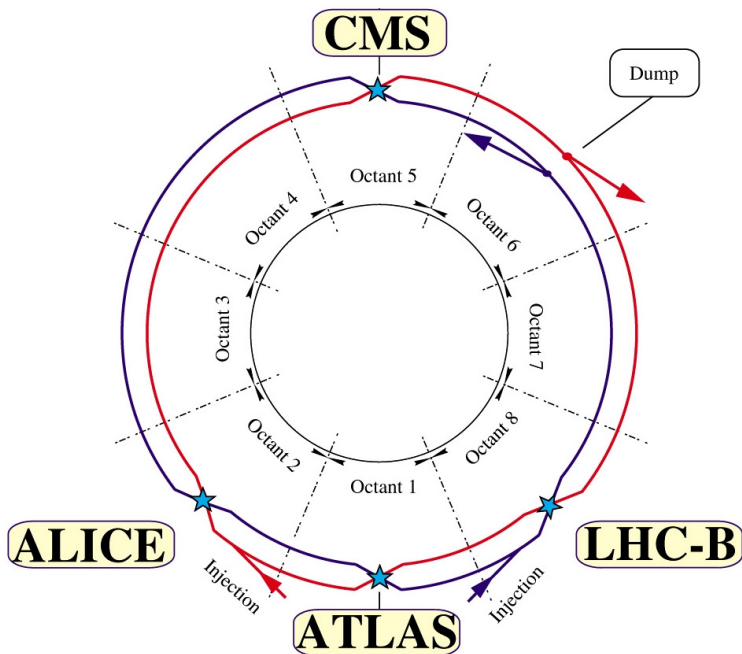 CMS
Dump
Octant 5
Octant 4
Octant 6
Octant 3
Octant 7
Octant 2
Octant 8
Octant 1
ALICE
LHC-B
Injection
Injection
ATLAS